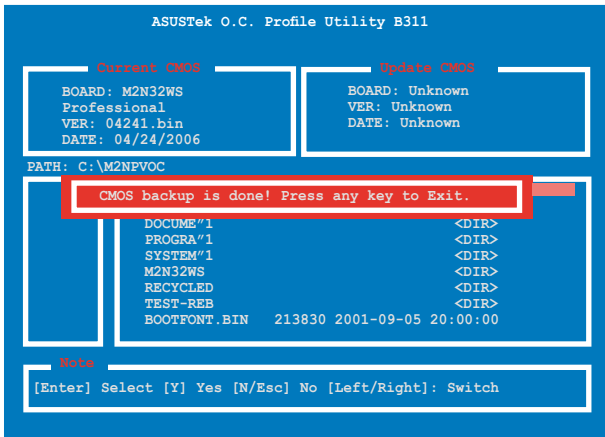 ASUSTek O.C. Profile Utility B311
Current CMOS
BOARD: M2N32WS
Professional
VER: 04241.bin
DATE: 04/24/2006
Update CMOS
BOARD: Unknown
VER: Unknown
DATE: Unknown
PATH: C:\M2NPVOC
CMOS backup is done! Press any key to Exit.
DOCUME"1 <DIR>
PROGRA"1 <DIR>
SYSTEM"1 <DIR>
M2N32WS <DIR>
RECYCLED <DIR>
TEST-REB <DIR>
BOOTFONT.BIN 213830 2001-09-05 20:00:00
Note
[Enter] Select [Y] Yes [N/Esc] No [Left/Right]: Switch